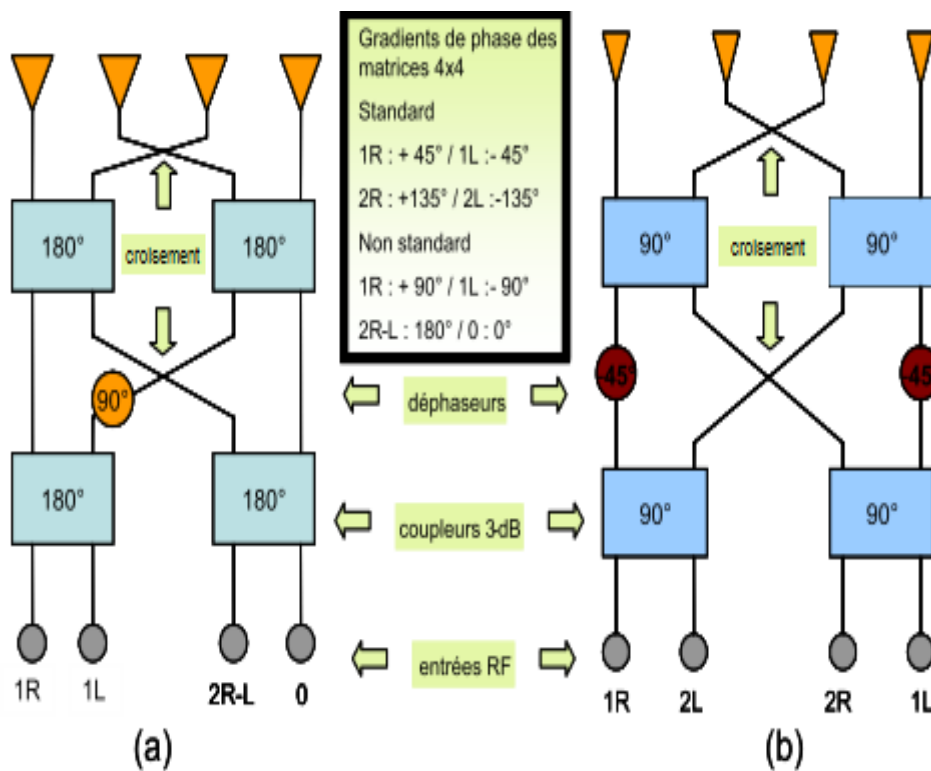 Gradients de phase des
matrices 4x4
Standard
1R : + 45° / 1L :- 45°
2R : +135° / 2L :-135°
Non standard
1R : + 90° / 1L :- 90°
2R-L : 180° / 0 : 0°
180°
180°
croisement
90°
90°
croisement
90°
-45°
-45°
déphaseurs
180°
180°
coupleurs 3-dB
90°
90°
entrées RF
1R
1L
2R-L
0
1R
2L
2R
1L
(a)
(b)